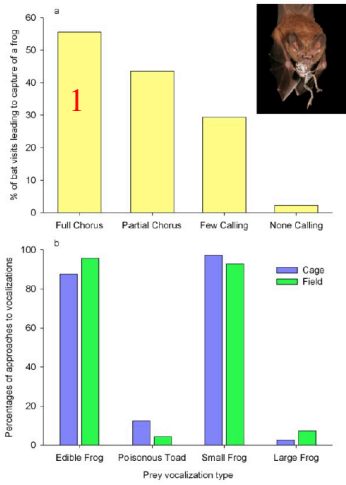 a
60
50
40
30
20
10
0
% of bat visits leading to capture of a frog
1
Full Chorus Partial Chorus Few Calling None Calling
b
100
80
60
40
20
0
Percentages of approaches to vocalizations
Cage
Field
Edible Frog Poisonous Toad Small Frog Large Frog
Prey vocalization type